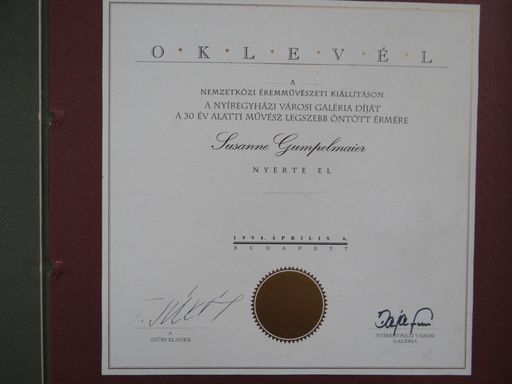 O·K·L·E·V·É·L
A
NEMZETKÖZI ÉREMMŰVÉSZETI KIÁLLÍTÁSON
A NYÍREGYHÁZI VÁROSI GALÉRIA DÍJÁT
A 30 ÉV ALATTI MŰVÉSZ LEGSZEBB ÖNTÖTT ÉRMÉRE
Susanne Gumpelmaier
NYERTE EL
1994. ÁPRILIS 6.
BUDAPEST
A
ZSŰRI ELNÖKE
NYÍREGYHÁZI VÁROSI
GALÉRIA